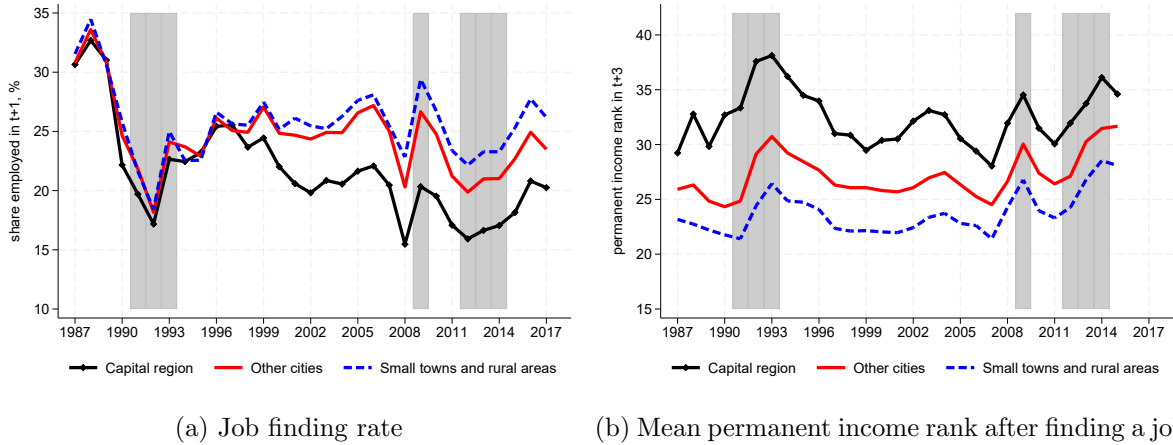 share employed in t+1, %
35
30
25
20
15
10
1987 1990 1993 1996 1999 2002 2005 2008 2011 2014 2017
Capital region Other cities Small towns and rural areas
(a) Job finding rate
permanent income rank in t+3
40
35
30
25
20
15
1987 1990 1993 1996 1999 2002 2005 2008 2011 2014 2017
Capital region Other cities Small towns and rural areas
(b) Mean permanent income rank after finding a jo